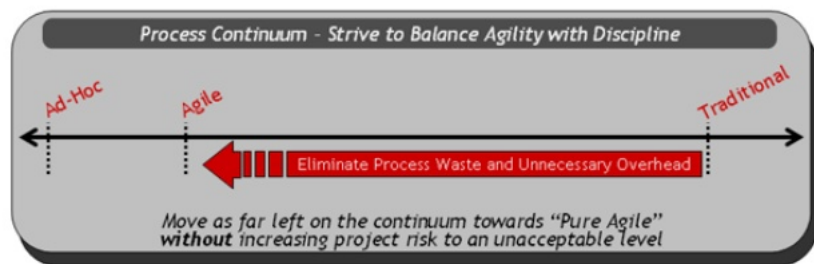 Process Continuum – Strive to Balance Agility with Discipline
Ad-Hoc
Agile
Traditional
Eliminate Process Waste and Unnecessary Overhead
Move as far left on the continuum towards “Pure Agile”
without increasing project risk to an unacceptable level